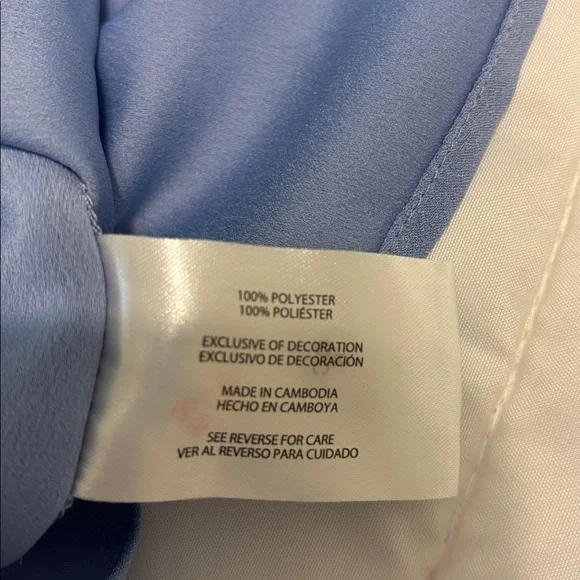 100% POLYESTER
100% POLIÉSTER
EXCLUSIVE OF DECORATION
EXCLUSIVO DE DECORACIÓN
MADE IN CAMBODIA
HECHO EN CAMBOYA
SEE REVERSE FOR CARE
VER AL REVERSO PARA CUIDADO